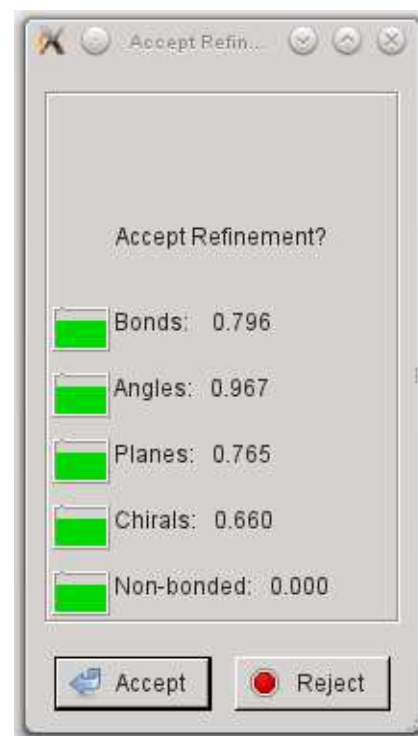 Accept Refin...
Accept Refinement?
Bonds: 0.796
Angles: 0.967
Planes: 0.765
Chirals: 0.660
Non-bonded: 0.000
Accept Reject